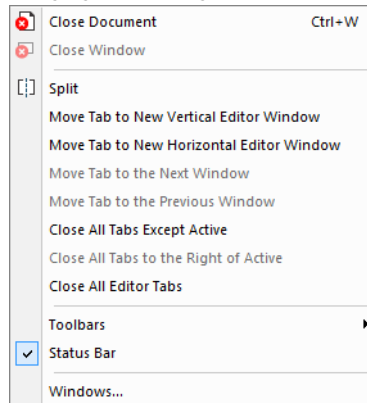 Close Document Ctrl+W
Close Window
Split
Move Tab to New Vertical Editor Window
Move Tab to New Horizontal Editor Window
Move Tab to the Next Window
Move Tab to the Previous Window
Close All Tabs Except Active
Close All Tabs to the Right of Active
Close All Editor Tabs
Toolbars
Status Bar
Windows...